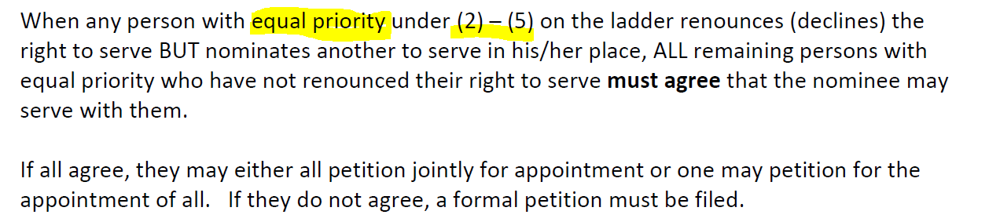 When any person with equal priority under (2) – (5) on the ladder renounces (declines) the
right to serve BUT nominates another to serve in his/her place, ALL remaining persons with
equal priority who have not renounced their right to serve must agree that the nominee may
serve with them.
If all agree, they may either all petition jointly for appointment or one may petition for the
appointment of all.   If they do not agree, a formal petition must be filed.